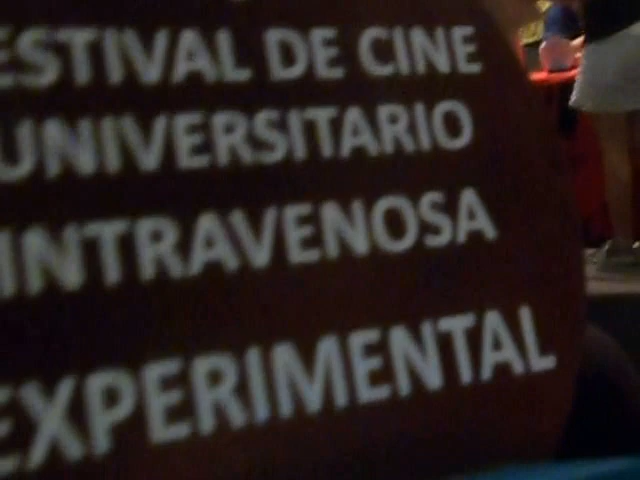 ESTIVAL DE CINE
UNIVERSITARIO
INTRAVENOSA
EXPERIMENTAL